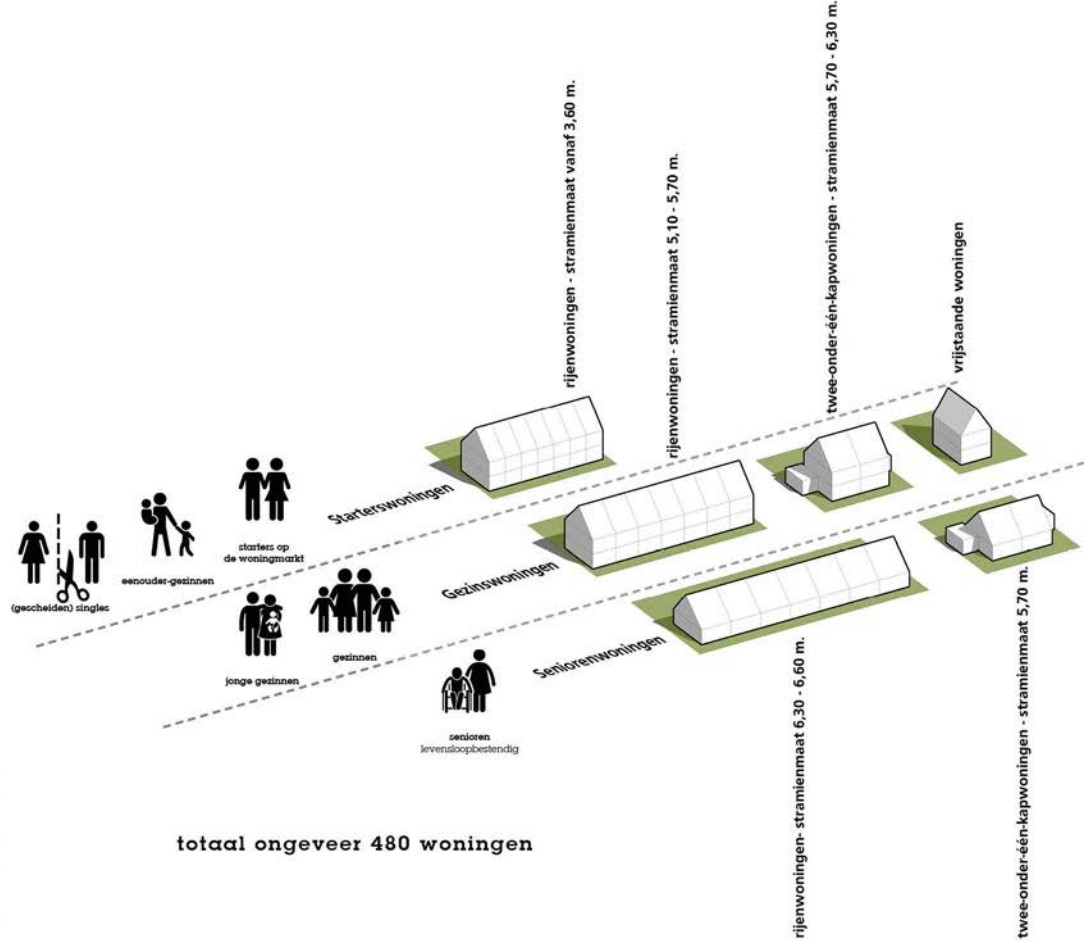 rijenwoningen - stramienmaat vanaf 3,60 m.
rijenwoningen - stramienmaat 5,10 - 5,70 m.
twee-onder-één-kapwoningen - stramienmaat 5,70 - 6,30 m.
vrijstaande woningen
Starterswoningen
Gezinswoningen
Seniorenwoningen
(gescheiden) singles
eenouder-gezinnen
starters op
de woningmarkt
jonge gezinnen
gezinnen
senioren
levensloopbestendig
rijenwoningen- stramienmaat 6,30 - 6,60 m.
twee-onder-één-kapwoningen - stramienmaat 5,70 m.
totaal ongeveer 480 woningen